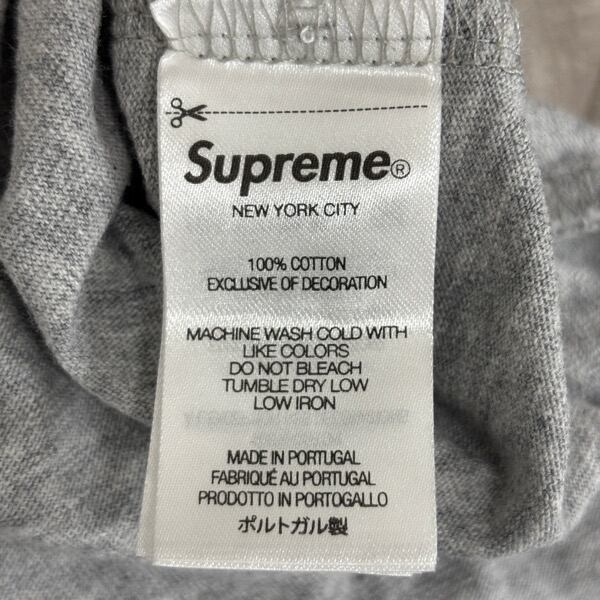 Supreme®
NEW YORK CITY
100% COTTON
EXCLUSIVE OF DECORATION
MACHINE WASH COLD WITH
LIKE COLORS
DO NOT BLEACH
TUMBLE DRY LOW
LOW IRON
MADE IN PORTUGAL
FABRIQUÉ AU PORTUGAL
PRODOTTO IN PORTOGALLO
ポルトガル製